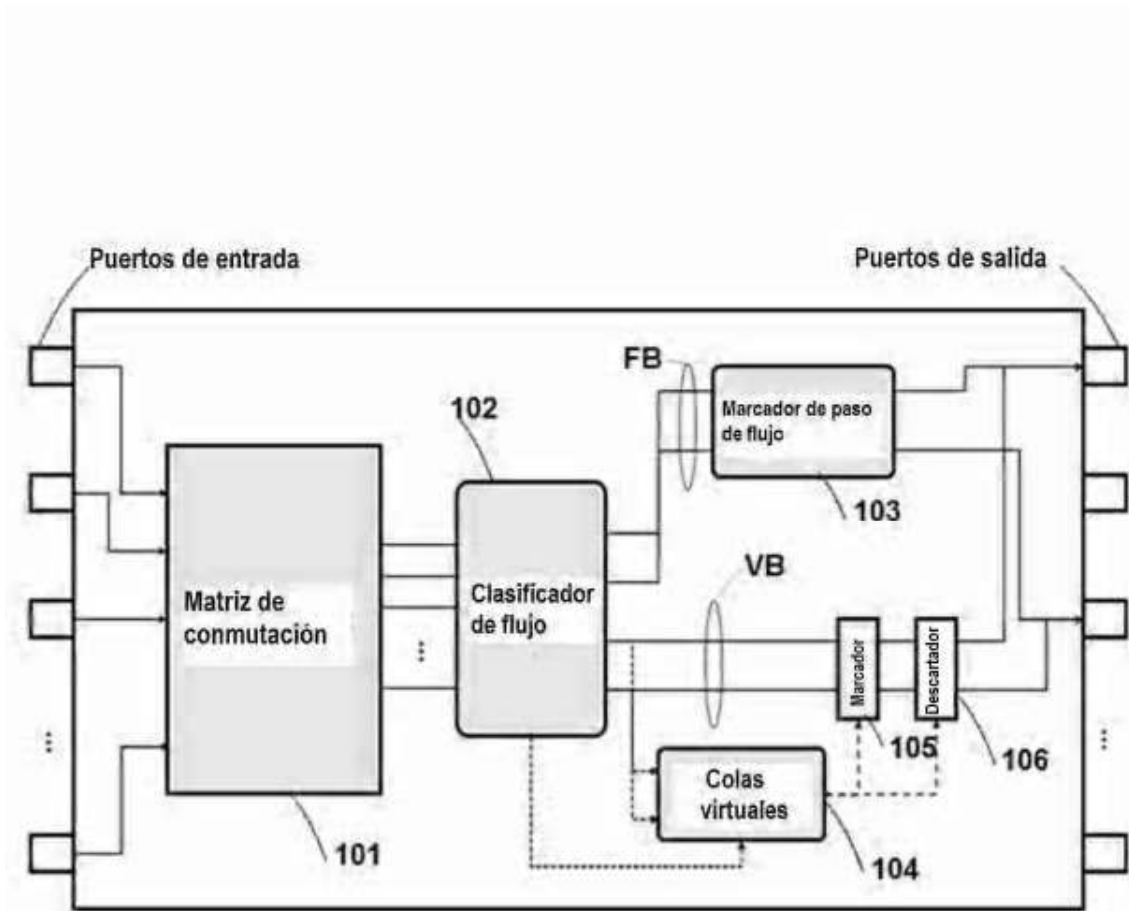 Puertos de entrada
Puertos de salida
FB
Marcador de paso
de flujo
102
103
VB
Matriz de
conmutación
Clasificador
de flujo
...
Marcador
Descartador
105
106
...
...
Colas
virtuales
104
101